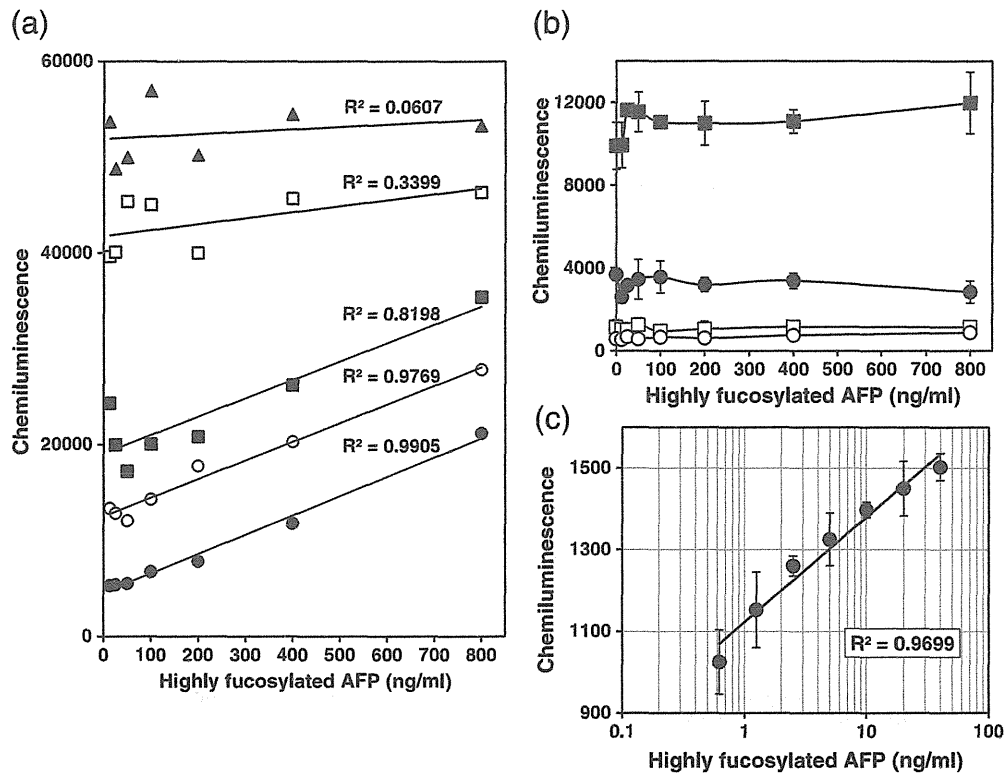 (a)
60000
40000
20000
0
Chemiluminescence
R² = 0.0607
R² = 0.3399
R² = 0.8198
R² = 0.9769
R² = 0.9905
0 100 200 300 400 500 600 700 800
Highly fucosylated AFP (ng/ml)
(b)
12000
8000
4000
0
Chemiluminescence
0 100 200 300 400 500 600 700 800
Highly fucosylated AFP (ng/ml)
(c)
1500
1300
1100
900
Chemiluminescence
R² = 0.9699
0.1 1 10 100
Highly fucosylated AFP (ng/ml)